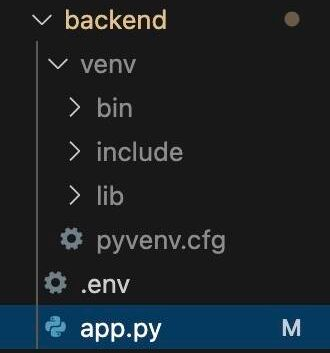 backend
venv
bin
include
lib
pyvenv.cfg
.env
app.py M